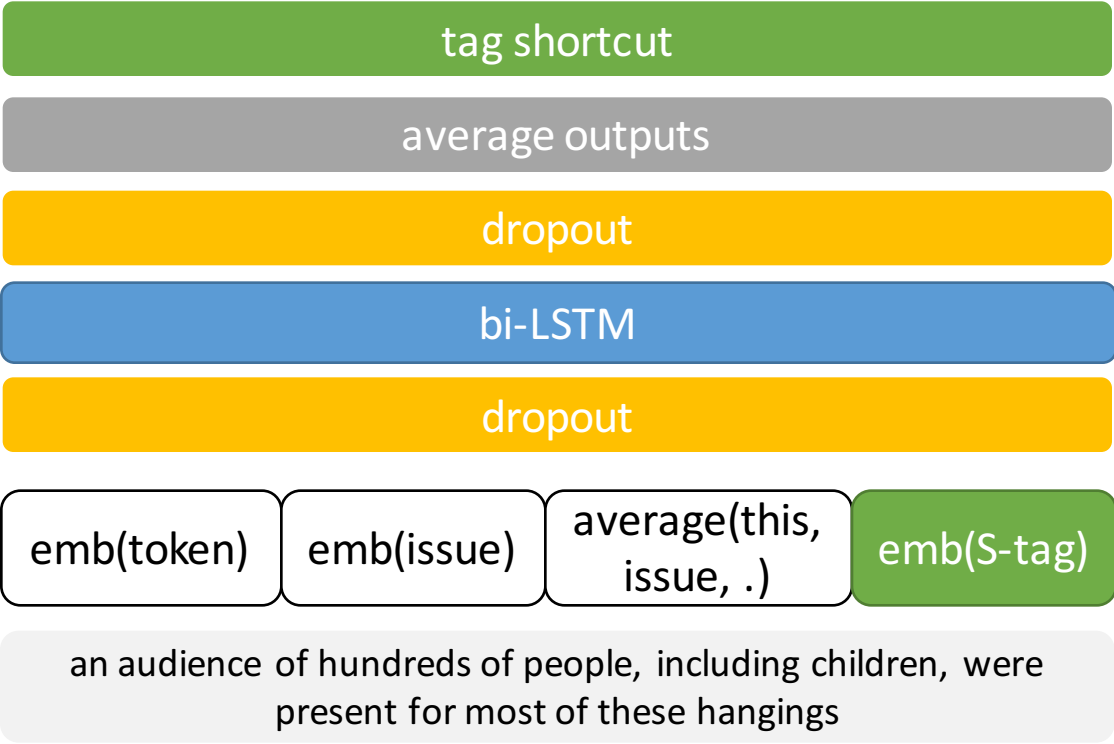 tag shortcut
average outputs
dropout
bi-LSTM
dropout
emb(token)
emb(issue)
average(this,
issue, .)
emb(S-tag)
an audience of hundreds of people, including children, were
present for most of these hangings